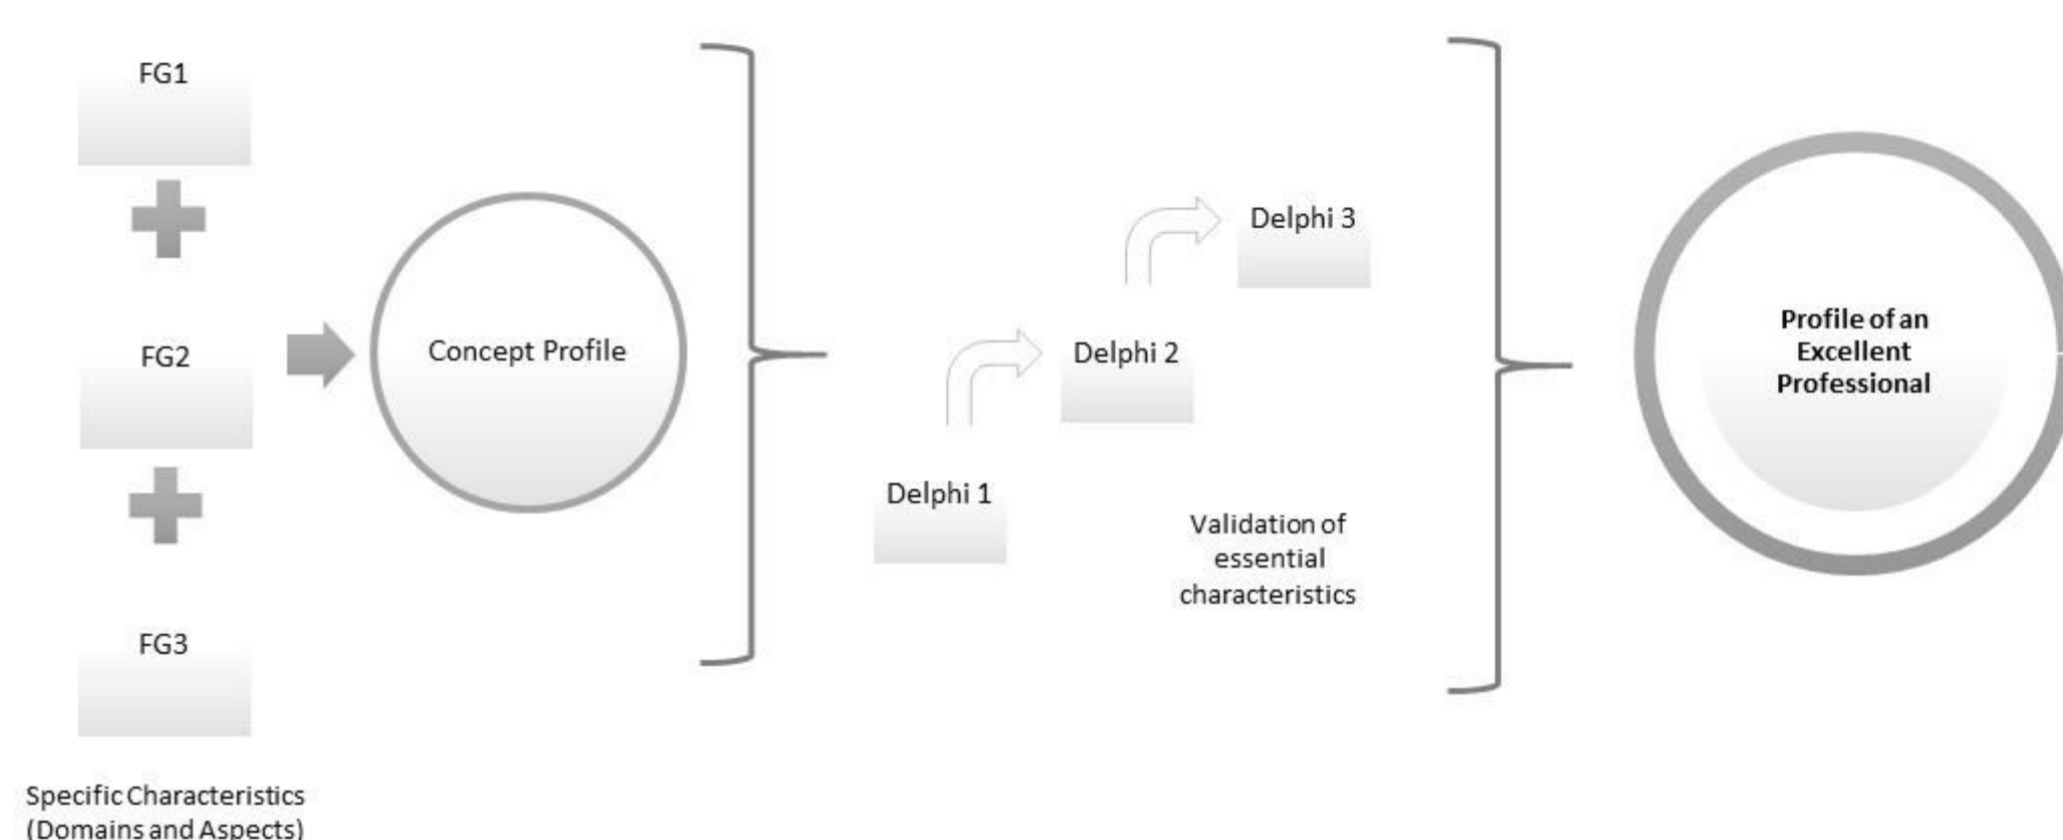 FG1
FG2
FG3
Specific Characteristics
(Domains and Aspects)
Concept Profile
Delphi 1
Delphi 2
Delphi 3
Validation of
essential
characteristics
Profile of an
Excellent
Professional